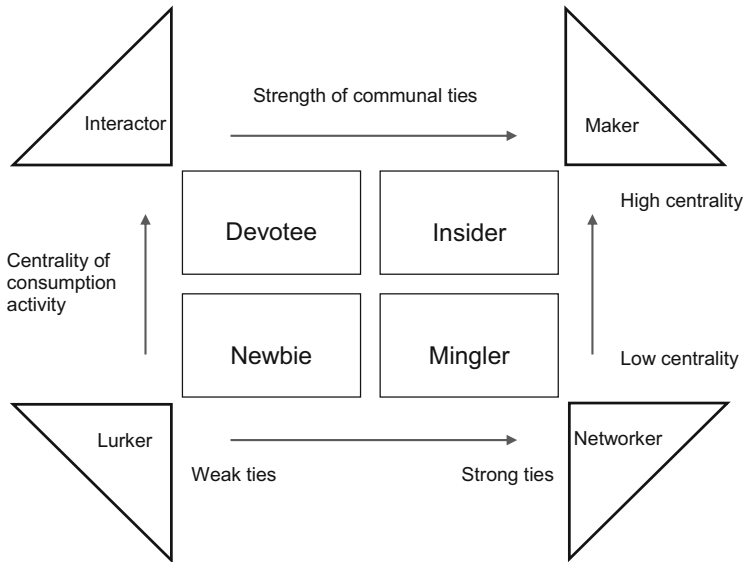 Strength of communal ties
Interactor
Maker
High centrality
Devotee
Insider
Centrality of
consumption
activity
Newbie
Mingler
Low centrality
Lurker
Networker
Weak ties
Strong ties